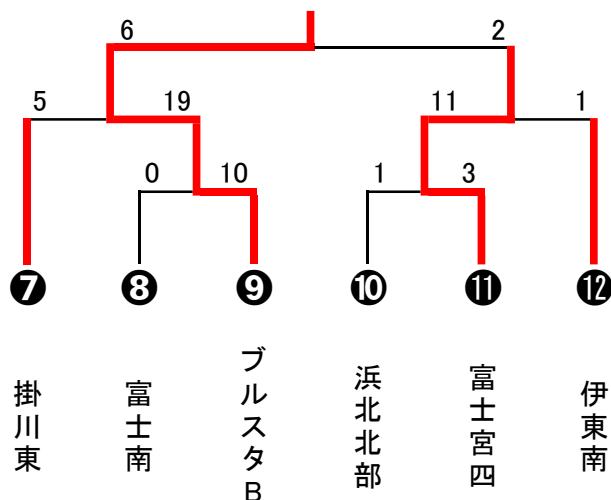 6 2
5 19 11 1
0 10 1 3
❼ ❽ ❾ ❿ ⓫ ⓬
掛川東
富士南
ブルスタB
浜北北部
富士宮四
伊東南